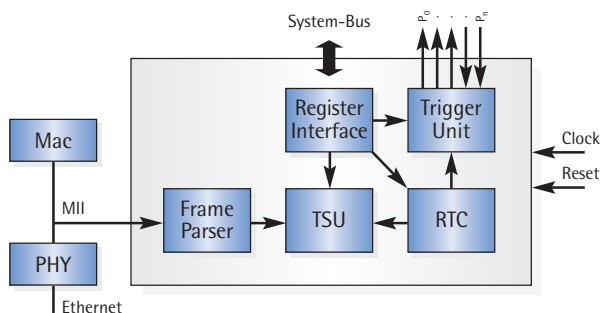 System-Bus
P0
.
.
.
Pn
Register
Interface
Trigger
Unit
Mac
Clock
Reset
MII
Frame
Parser
TSU
RTC
PHY
Ethernet